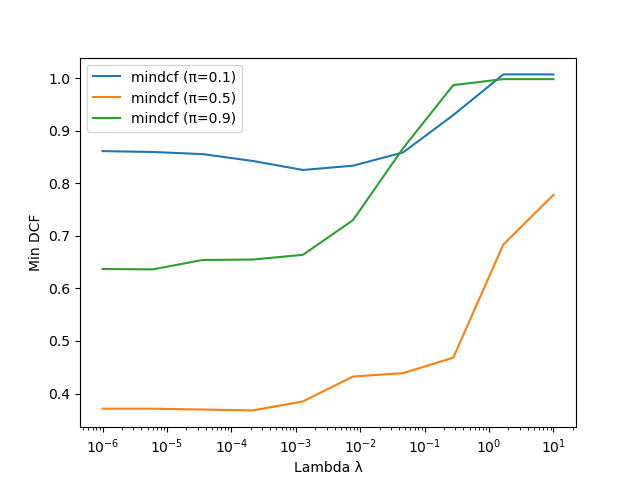 mindcf (π=0.1)
mindcf (π=0.5)
mindcf (π=0.9)
Min DCF
1.0
0.9
0.8
0.7
0.6
0.5
0.4
10⁻⁶ 10⁻⁵ 10⁻⁴ 10⁻³ 10⁻² 10⁻¹ 10⁰ 10¹
Lambda λ